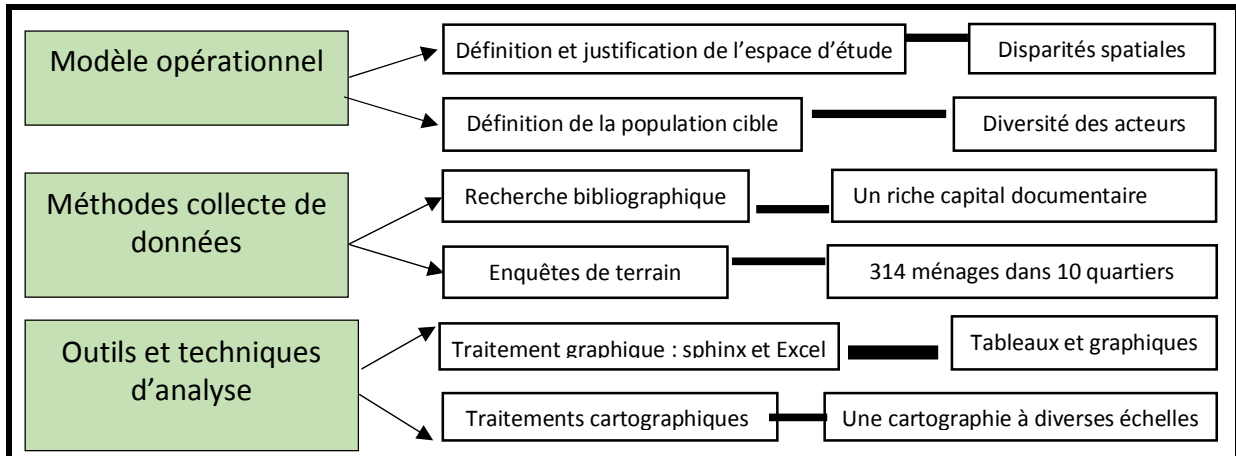 Modèle opérationnel
Définition et justification de l’espace d’étude
Disparités spatiales
Définition de la population cible
Diversité des acteurs
Méthodes collecte de
données
Recherche bibliographique
Un riche capital documentaire
Enquêtes de terrain
314 ménages dans 10 quartiers
Outils et techniques
d’analyse
Traitement graphique : sphinx et Excel
Tableaux et graphiques
Traitements cartographiques
Une cartographie à diverses échelles